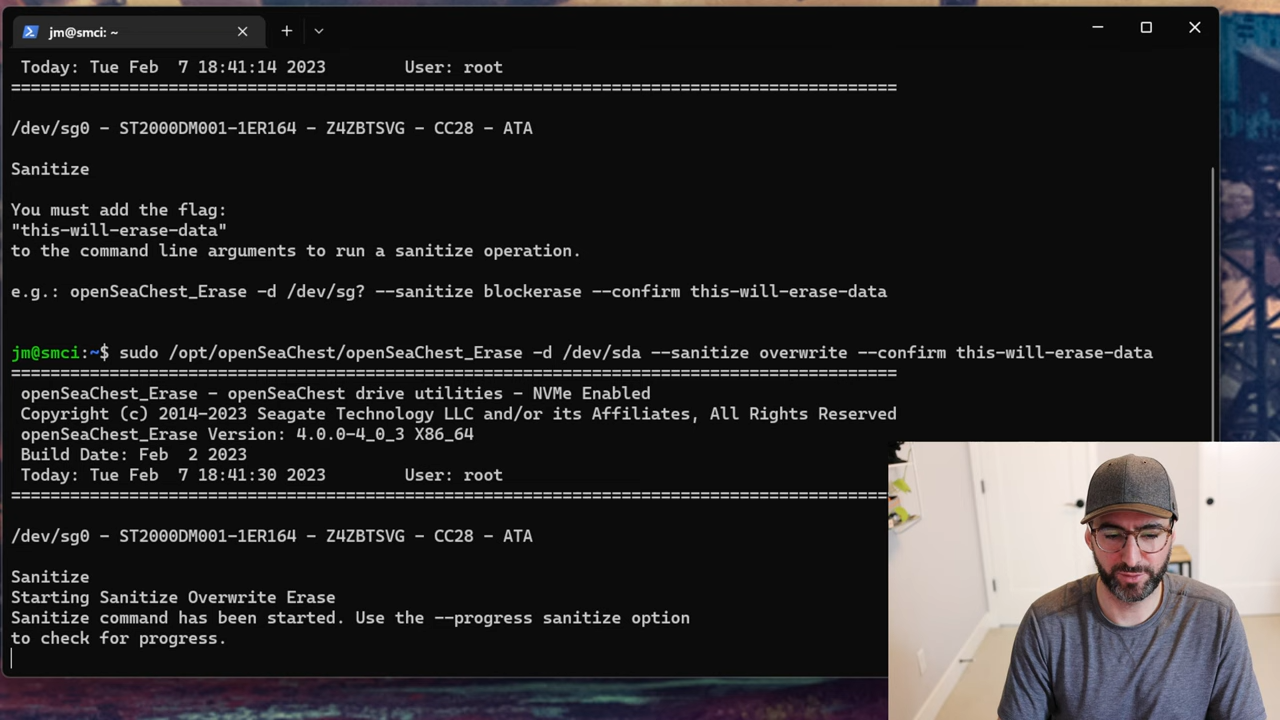 jm@smci: ~
Today: Tue Feb  7 18:41:14 2023        User: root
==========================================================================================
/dev/sg0 - ST2000DM001-1ER164 - Z4ZBTSVG - CC28 - ATA
Sanitize
You must add the flag:
"this-will-erase-data"
to the command line arguments to run a sanitize operation.
e.g.: openSeaChest_Erase -d /dev/sg? --sanitize blockerase --confirm this-will-erase-data
jm@smci:~$ sudo /opt/openSeaChest/openSeaChest_Erase -d /dev/sda --sanitize overwrite --confirm this-will-erase-data
==========================================================================================
openSeaChest_Erase - openSeaChest drive utilities - NVMe Enabled
Copyright (c) 2014-2023 Seagate Technology LLC and/or its Affiliates, All Rights Reserved
openSeaChest_Erase Version: 4.0.0-4_0_3 X86_64
Build Date: Feb  2 2023
Today: Tue Feb  7 18:41:30 2023        User: root
=========================================================================================
/dev/sg0 - ST2000DM001-1ER164 - Z4ZBTSVG - CC28 - ATA
Sanitize
Starting Sanitize Overwrite Erase
Sanitize command has been started. Use the --progress sanitize option
to check for progress.